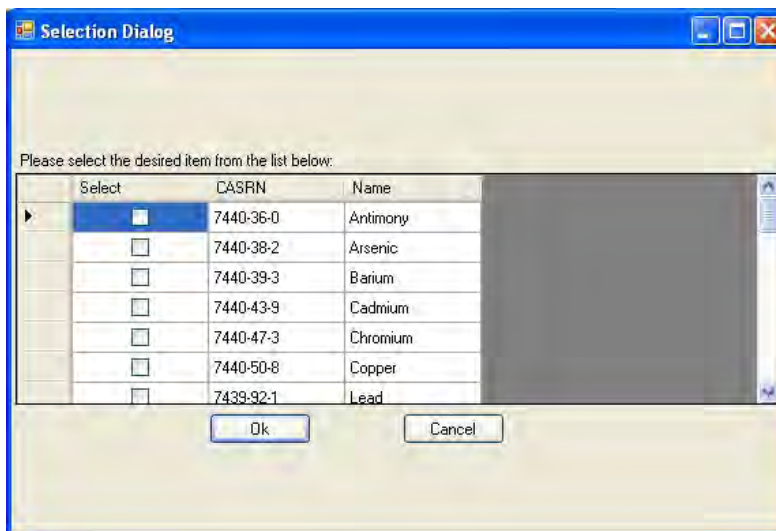 Selection Dialog
Please select the desired item from the list below:
Select CASRN Name
7440-36-0 Antimony
7440-38-2 Arsenic
7440-39-3 Barium
7440-43-9 Cadmium
7440-47-3 Chromium
7440-50-8 Copper
7439-92-1 Lead
Ok Cancel